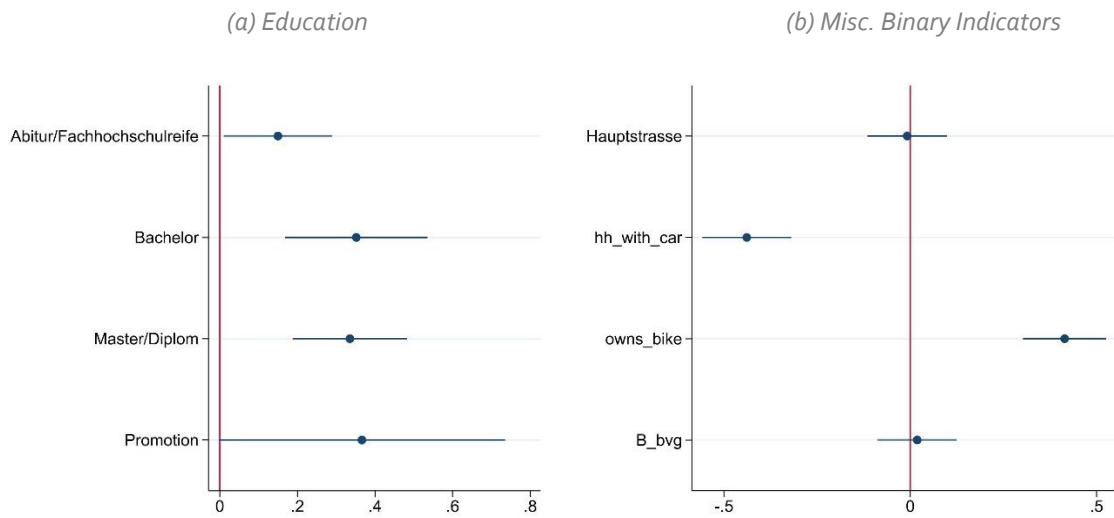 (a) Education
Abitur/Fachhochschulreife
Bachelor
Master/Diplom
Promotion
0 .2 .4 .6 .8
(b) Misc. Binary Indicators
Hauptstrasse
hh_with_car
owns_bike
B_bvg
-.5 0 .5